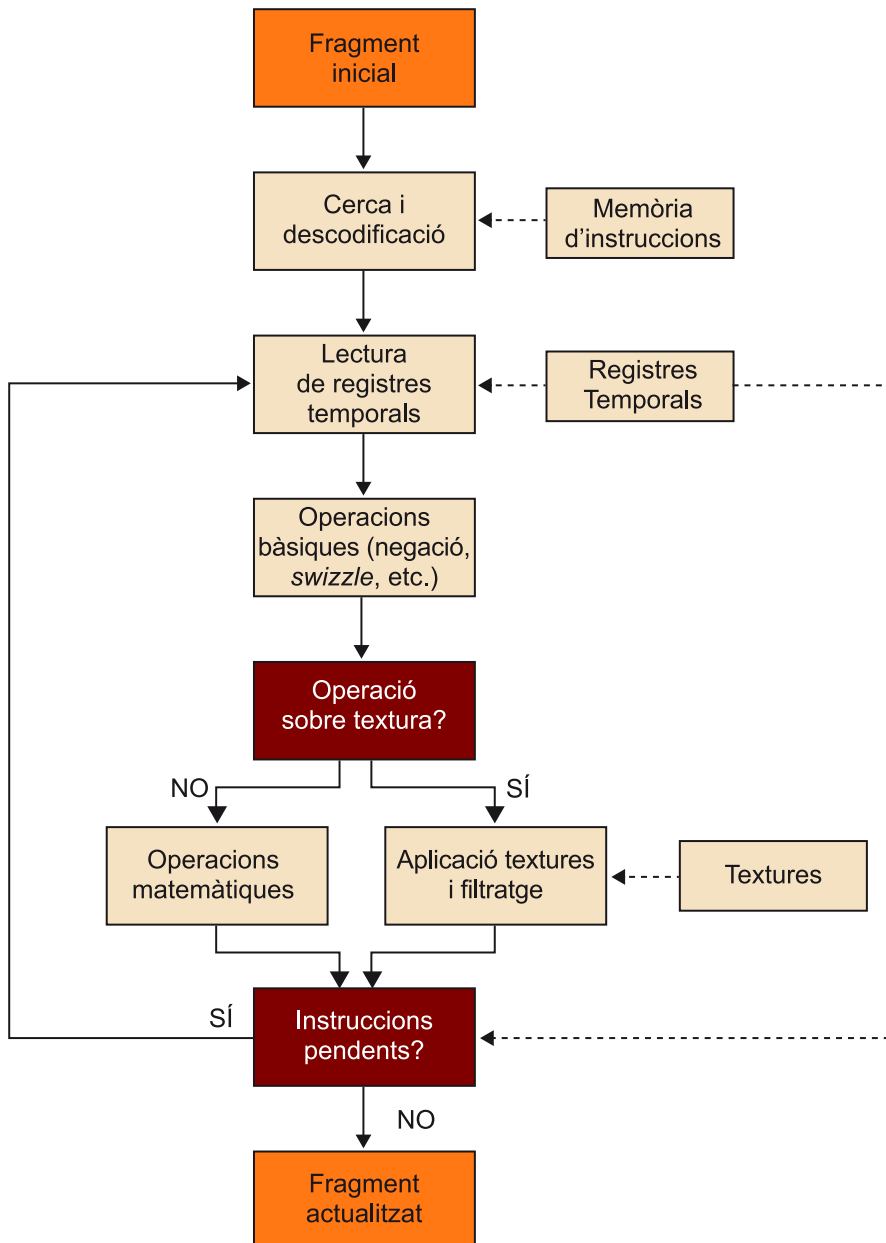 Fragment
inicial
Cerca i
descodificació
Memòria
d’instruccions
Lectura
de registres
temporals
Registres
Temporals
Operacions
bàsiques (negació,
swizzle, etc.)
Operació
sobre textura?
NO
SÍ
Operacions
matemàtiques
Aplicació textures
i filtratge
Textures
SÍ
Instruccions
pendents?
NO
Fragment
actualitzat